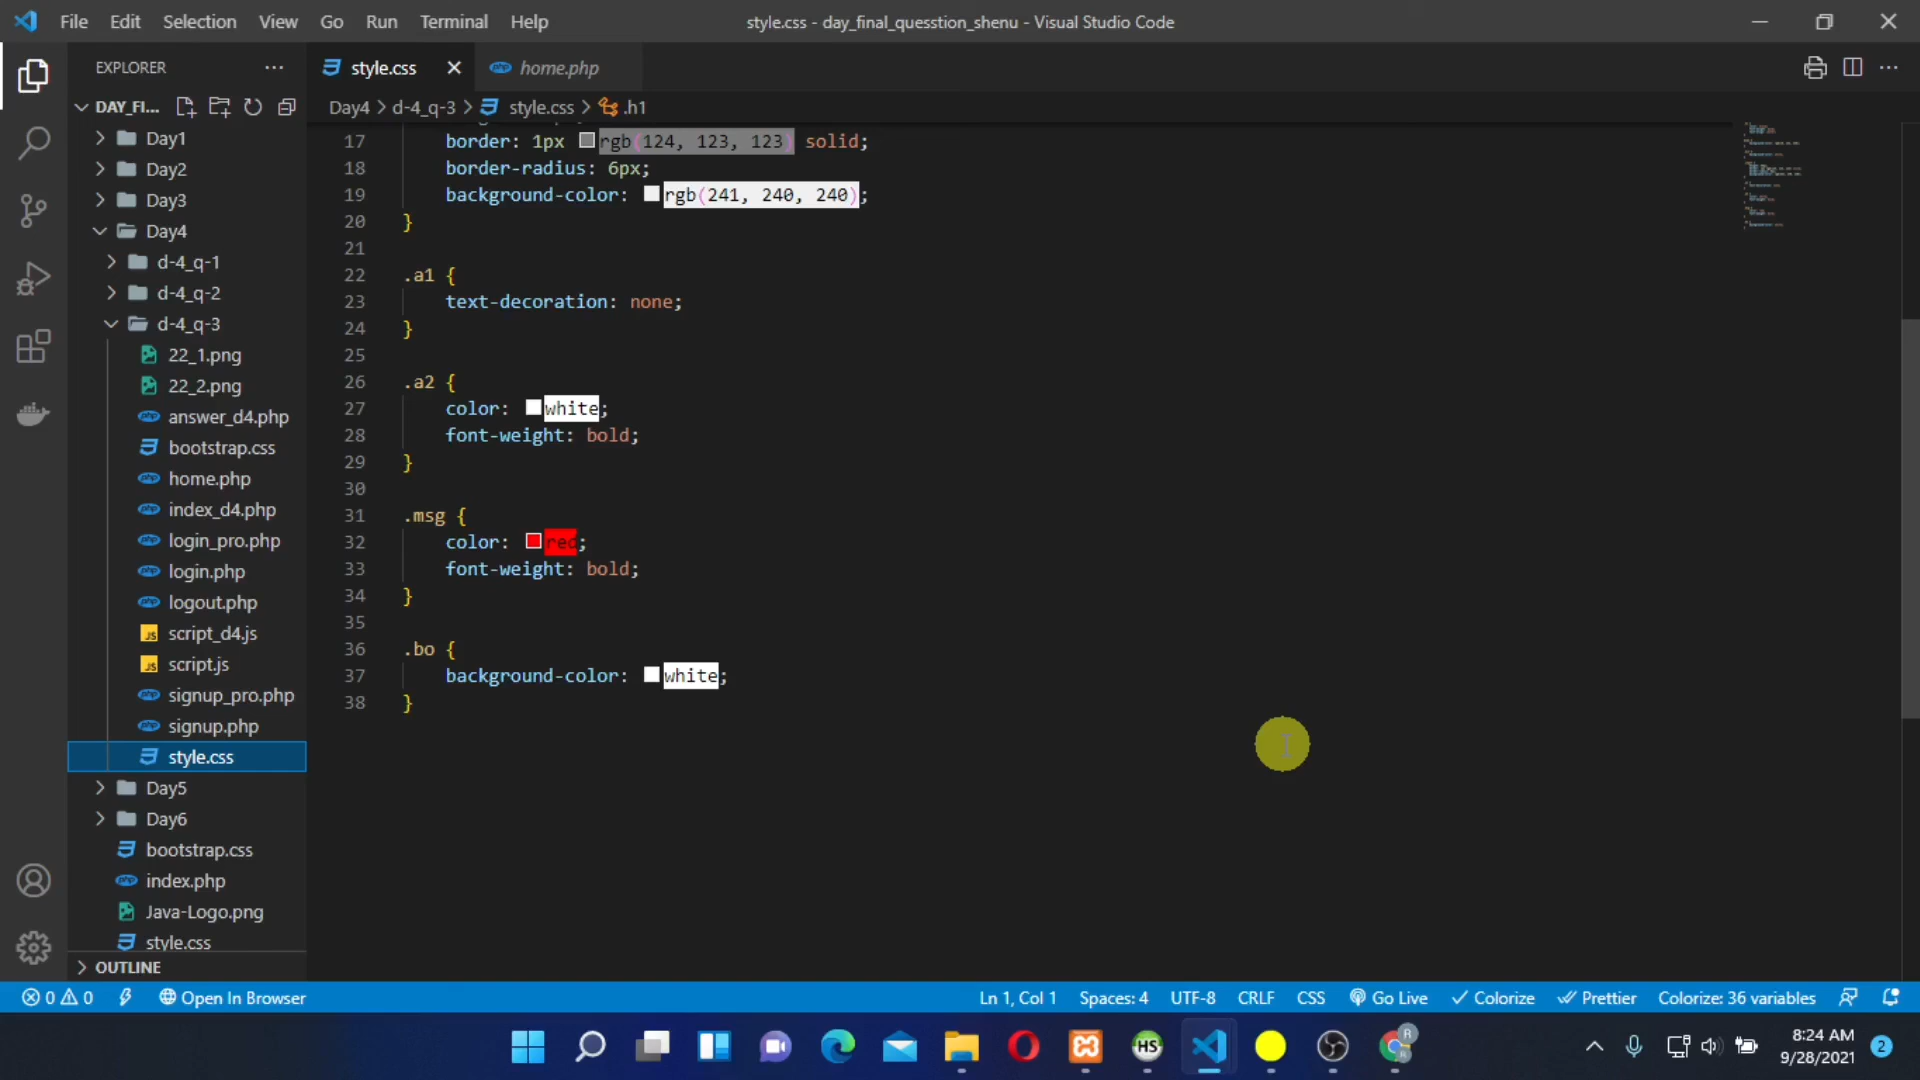 File Edit Selection View Go Run Terminal Help
style.css - day_final_quesstion_shenu - Visual Studio Code
EXPLORER
style.css
home.php
DAY_FI...
Day4 > d-4_q-3 > style.css > .h1
Day1
Day2
Day3
Day4
d-4_q-1
d-4_q-2
d-4_q-3
22_1.png
22_2.png
answer_d4.php
bootstrap.css
home.php
index_d4.php
login_pro.php
login.php
logout.php
script_d4.js
script.js
signup_pro.php
signup.php
style.css
Day5
Day6
bootstrap.css
index.php
Java-Logo.png
style.css
OUTLINE
17 border: 1px rgb(124, 123, 123) solid;
18 border-radius: 6px;
19 background-color: rgb(241, 240, 240);
20 }
21
22 .a1 {
23 text-decoration: none;
24 }
25
26 .a2 {
27 color: white;
28 font-weight: bold;
29 }
30
31 .msg {
32 color: red;
33 font-weight: bold;
34 }
35
36 .bo {
37 background-color: white;
38 }
0 0 Open In Browser
Ln 1, Col 1 Spaces: 4 UTF-8 CRLF CSS Go Live Colorize Prettier Colorize: 36 variables
HS
R
8:24 AM
9/28/2021
2